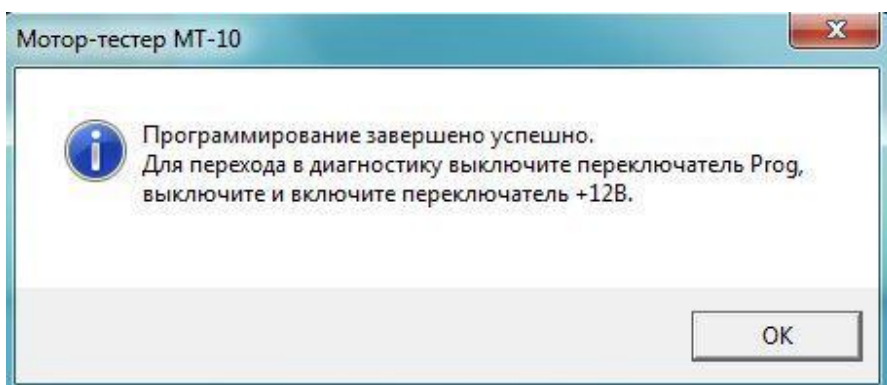 Мотор-тестер МТ-10
Программирование завершено успешно.
Для перехода в диагностику выключите переключатель Prog,
выключите и включите переключатель +12В.
OK